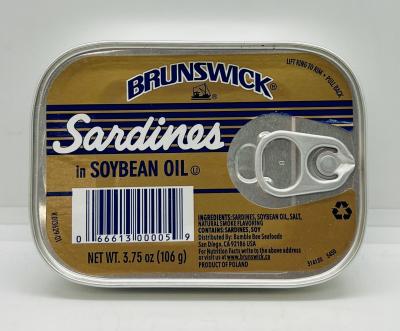 LIFT RING TO RIM • PULL BACK
BRUNSWICK®
Sardines
in SOYBEAN OIL U
0 66613 00005 9
NET WT. 3.75 oz (106 g)
INGREDIENTS: SARDINES, SOYBEAN OIL, SALT,
NATURAL SMOKE FLAVORING
CONTAINS: SARDINES, SOY
Distributed By: Bumble Bee Seafoods
San Diego, CA 92186 USA
For Nutrition Facts write to the above address
or visit us at www.brunswick.ca
PRODUCT OF POLAND